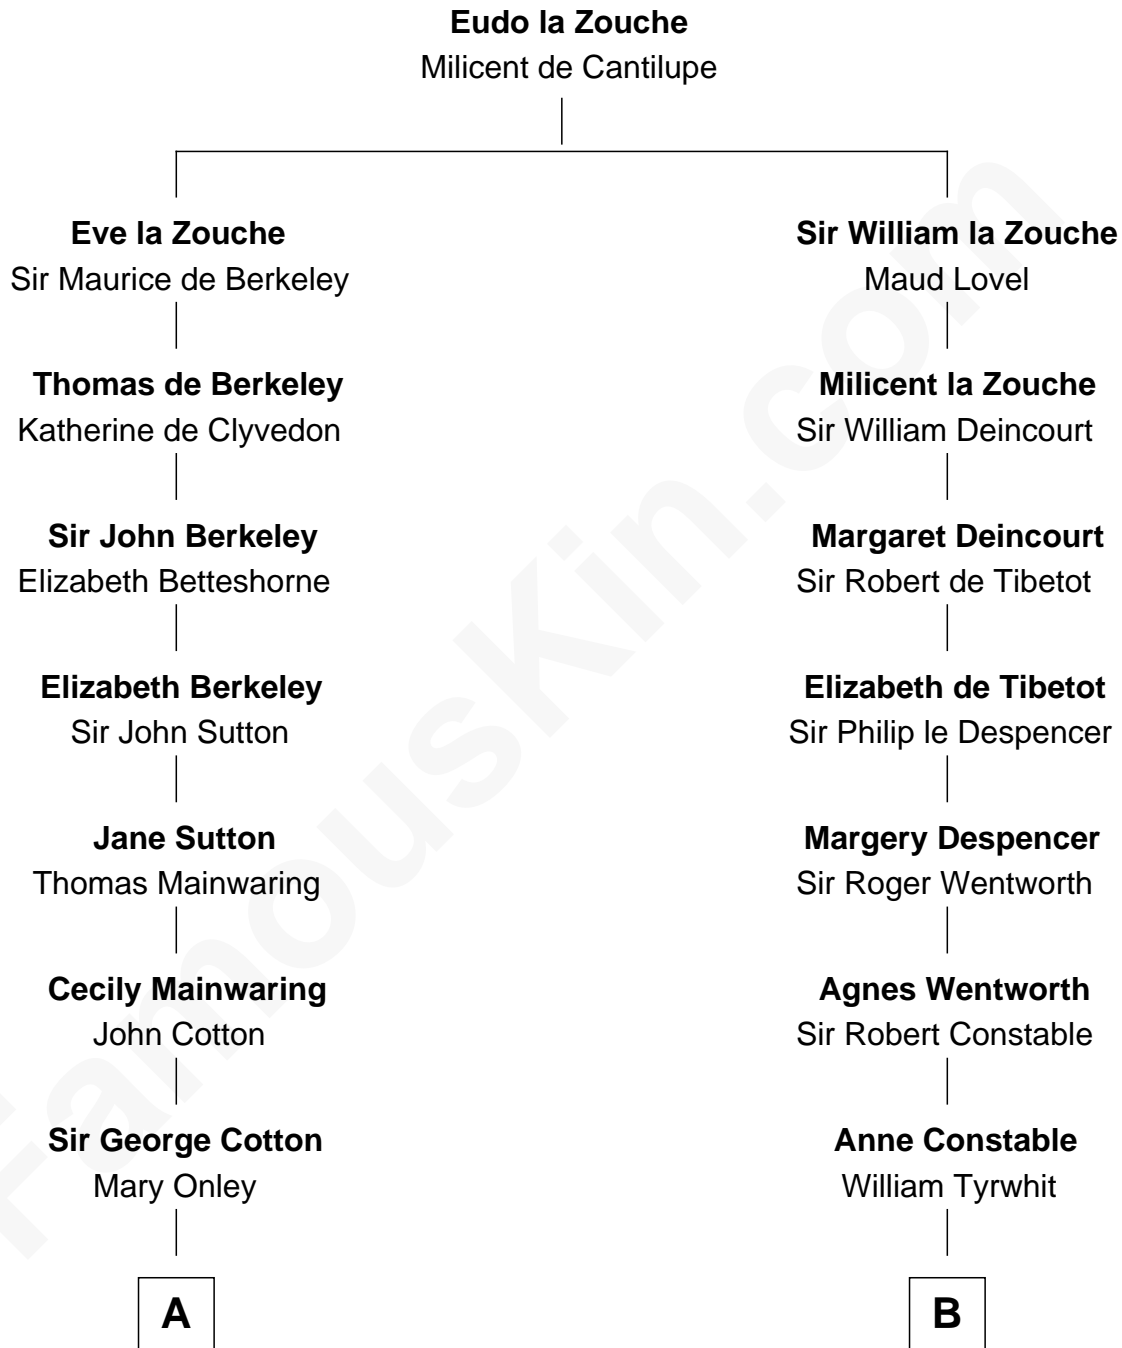 Eudo la Zouche
Milicent de Cantilupe
Eve la Zouche
Sir Maurice de Berkeley
Sir William la Zouche
Maud Lovel
Thomas de Berkeley
Katherine de Clyvedon
Milicent la Zouche
Sir William Deincourt
Sir John Berkeley
Elizabeth Betteshorne
Margaret Deincourt
Sir Robert de Tibetot
Elizabeth Berkeley
Sir John Sutton
Elizabeth de Tibetot
Sir Philip le Despencer
Jane Sutton
Thomas Mainwaring
Margery Despencer
Sir Roger Wentworth
Cecily Mainwaring
John Cotton
Agnes Wentworth
Sir Robert Constable
Sir George Cotton
Mary Onley
Anne Constable
William Tyrwhit
A
B
FamousKin.com